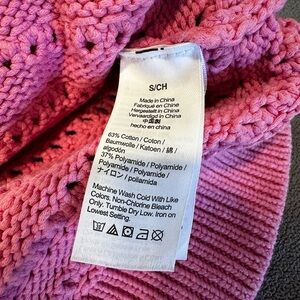 S/CH
Made in China
Fabriqué en Chine
Hergestellt in China
Vervaardigd in China
中国製
hecho en china
63% Cotton / Coton /
Baumwolle / Katoen / 綿 /
algodón
37% Polyamide / Polyamide /
Polyamide / Polyamide /
ナイロン / poliamida
Machine Wash Cold With Like
Colors. Non-Chlorine Bleach
Only. Tumble Dry Low. Iron on
Lowest Setting.